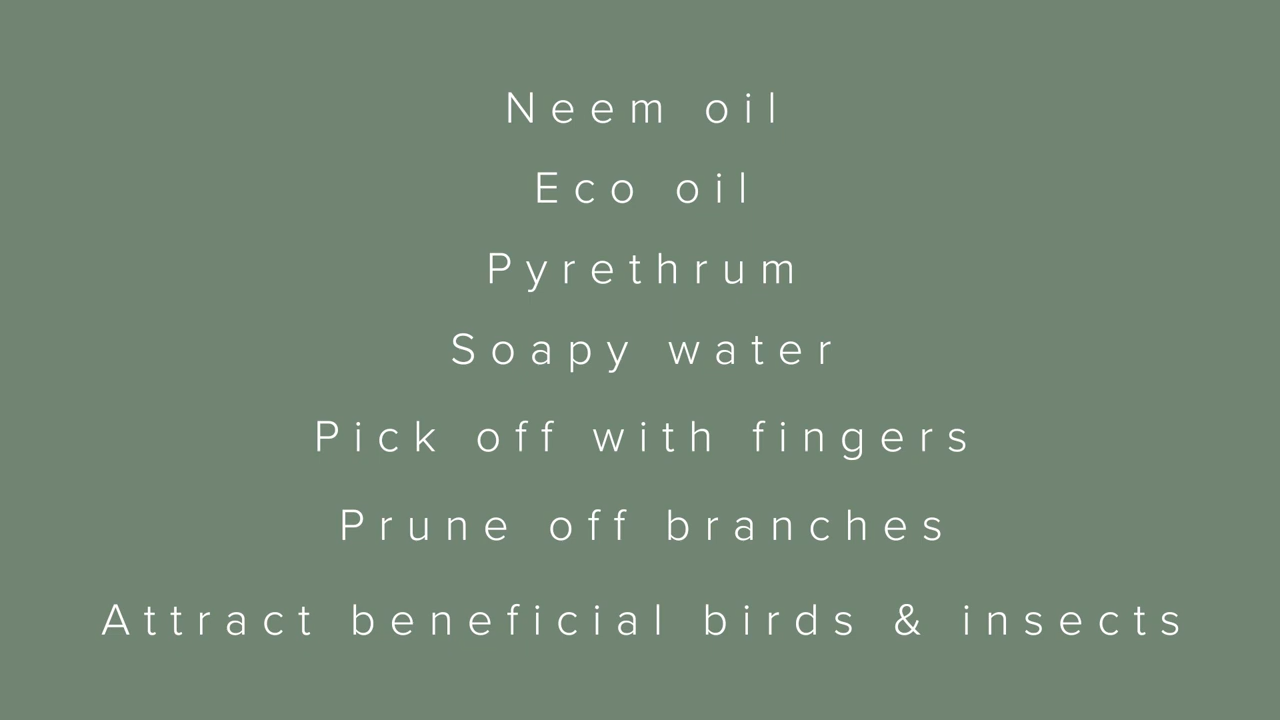 Neem oil
Eco oil
Pyrethrum
Soapy water
Pick off with fingers
Prune off branches
Attract beneficial birds & insects